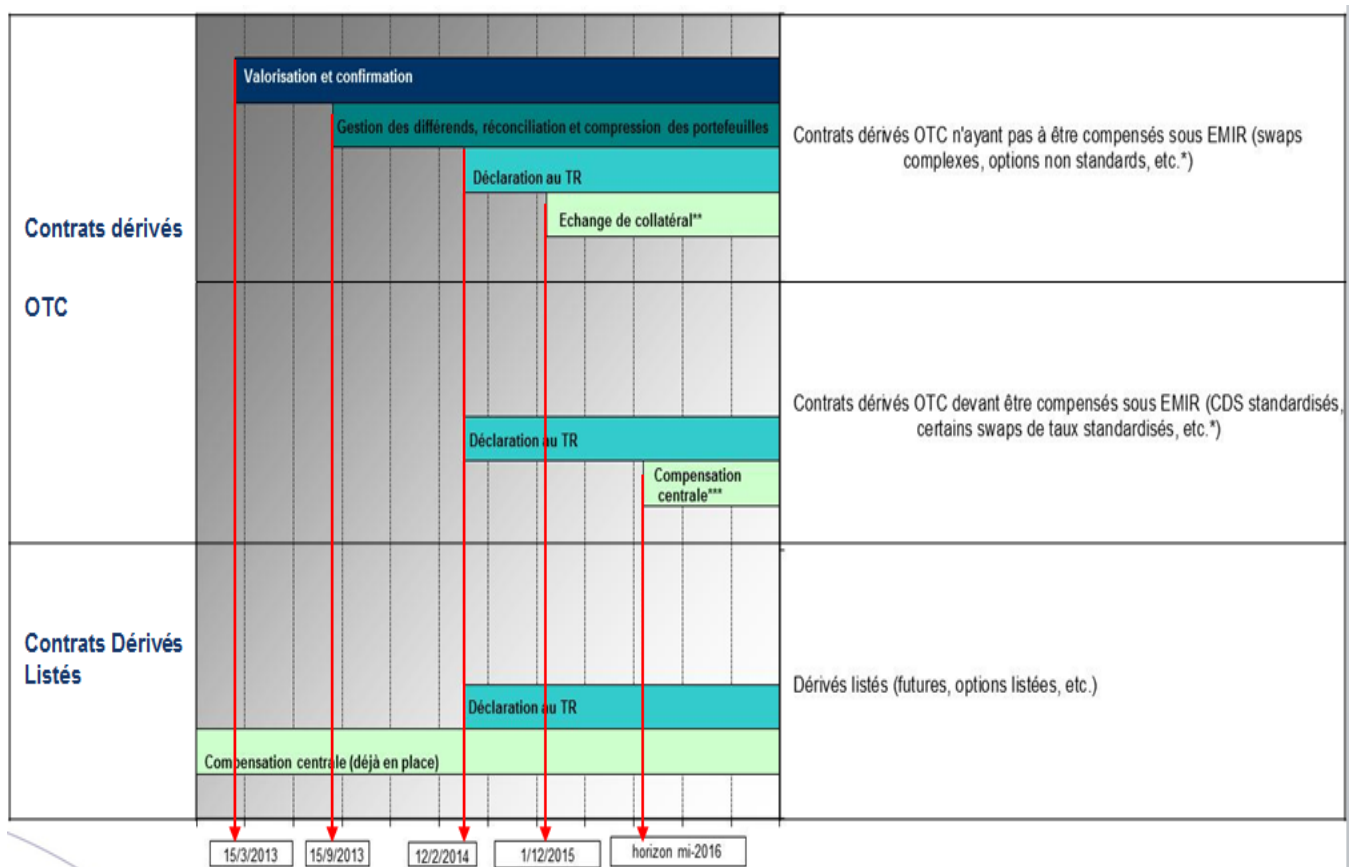 Valorisation et confirmation
Gestion des différends, réconciliation et compression des portefeuilles
Déclaration au TR
Echange de collatéral**
Contrats dérivés
OTC
Contrats dérivés OTC n'ayant pas à être compensés sous EMIR (swaps
complexes, options non standards, etc.*)
Déclaration au TR
Compensation
centrale***
Contrats dérivés OTC devant être compensés sous EMIR (CDS standardisés,
certains swaps de taux standardisés, etc.*)
Contrats Dérivés
Listés
Déclaration au TR
Compensation centrale (déjà en place)
Dérivés listés (futures, options listées, etc.)
15/3/2013
15/9/2013
12/2/2014
1/12/2015
horizon mi-2016